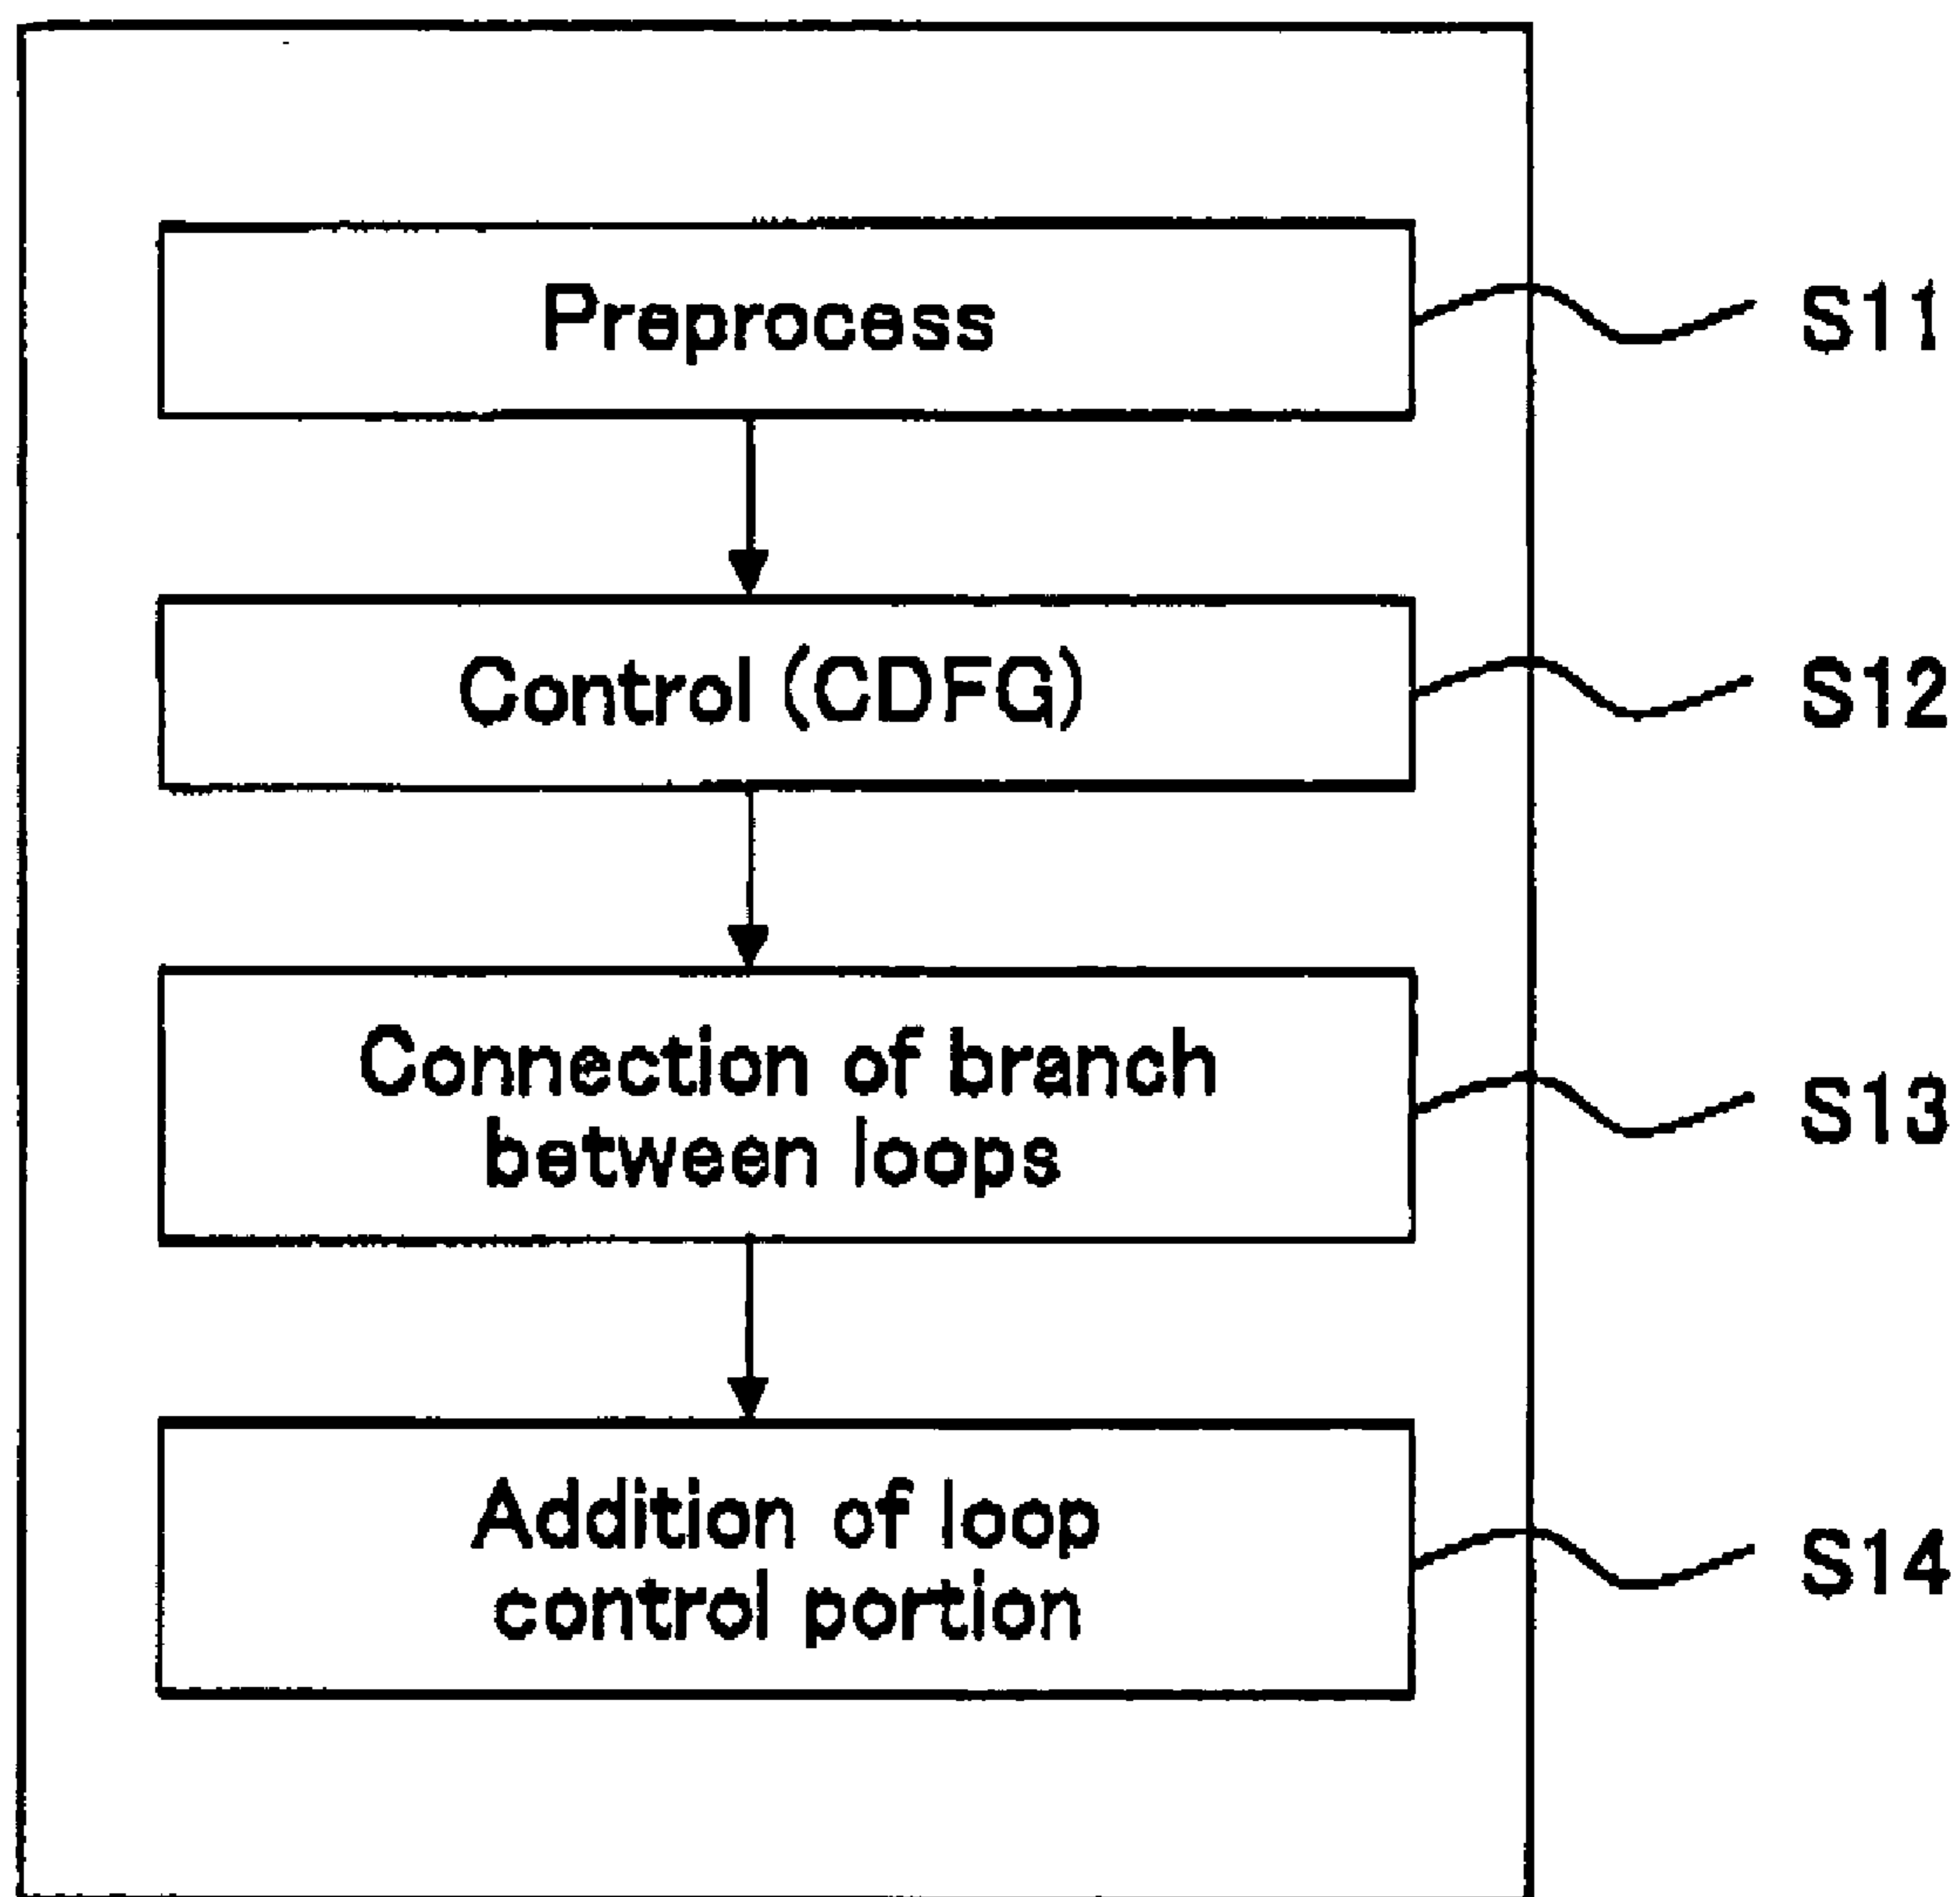 Preprocess
S11
Control (CDFG)
S12
Connection of branch
between loops
S13
Addition of loop
control portion
S14